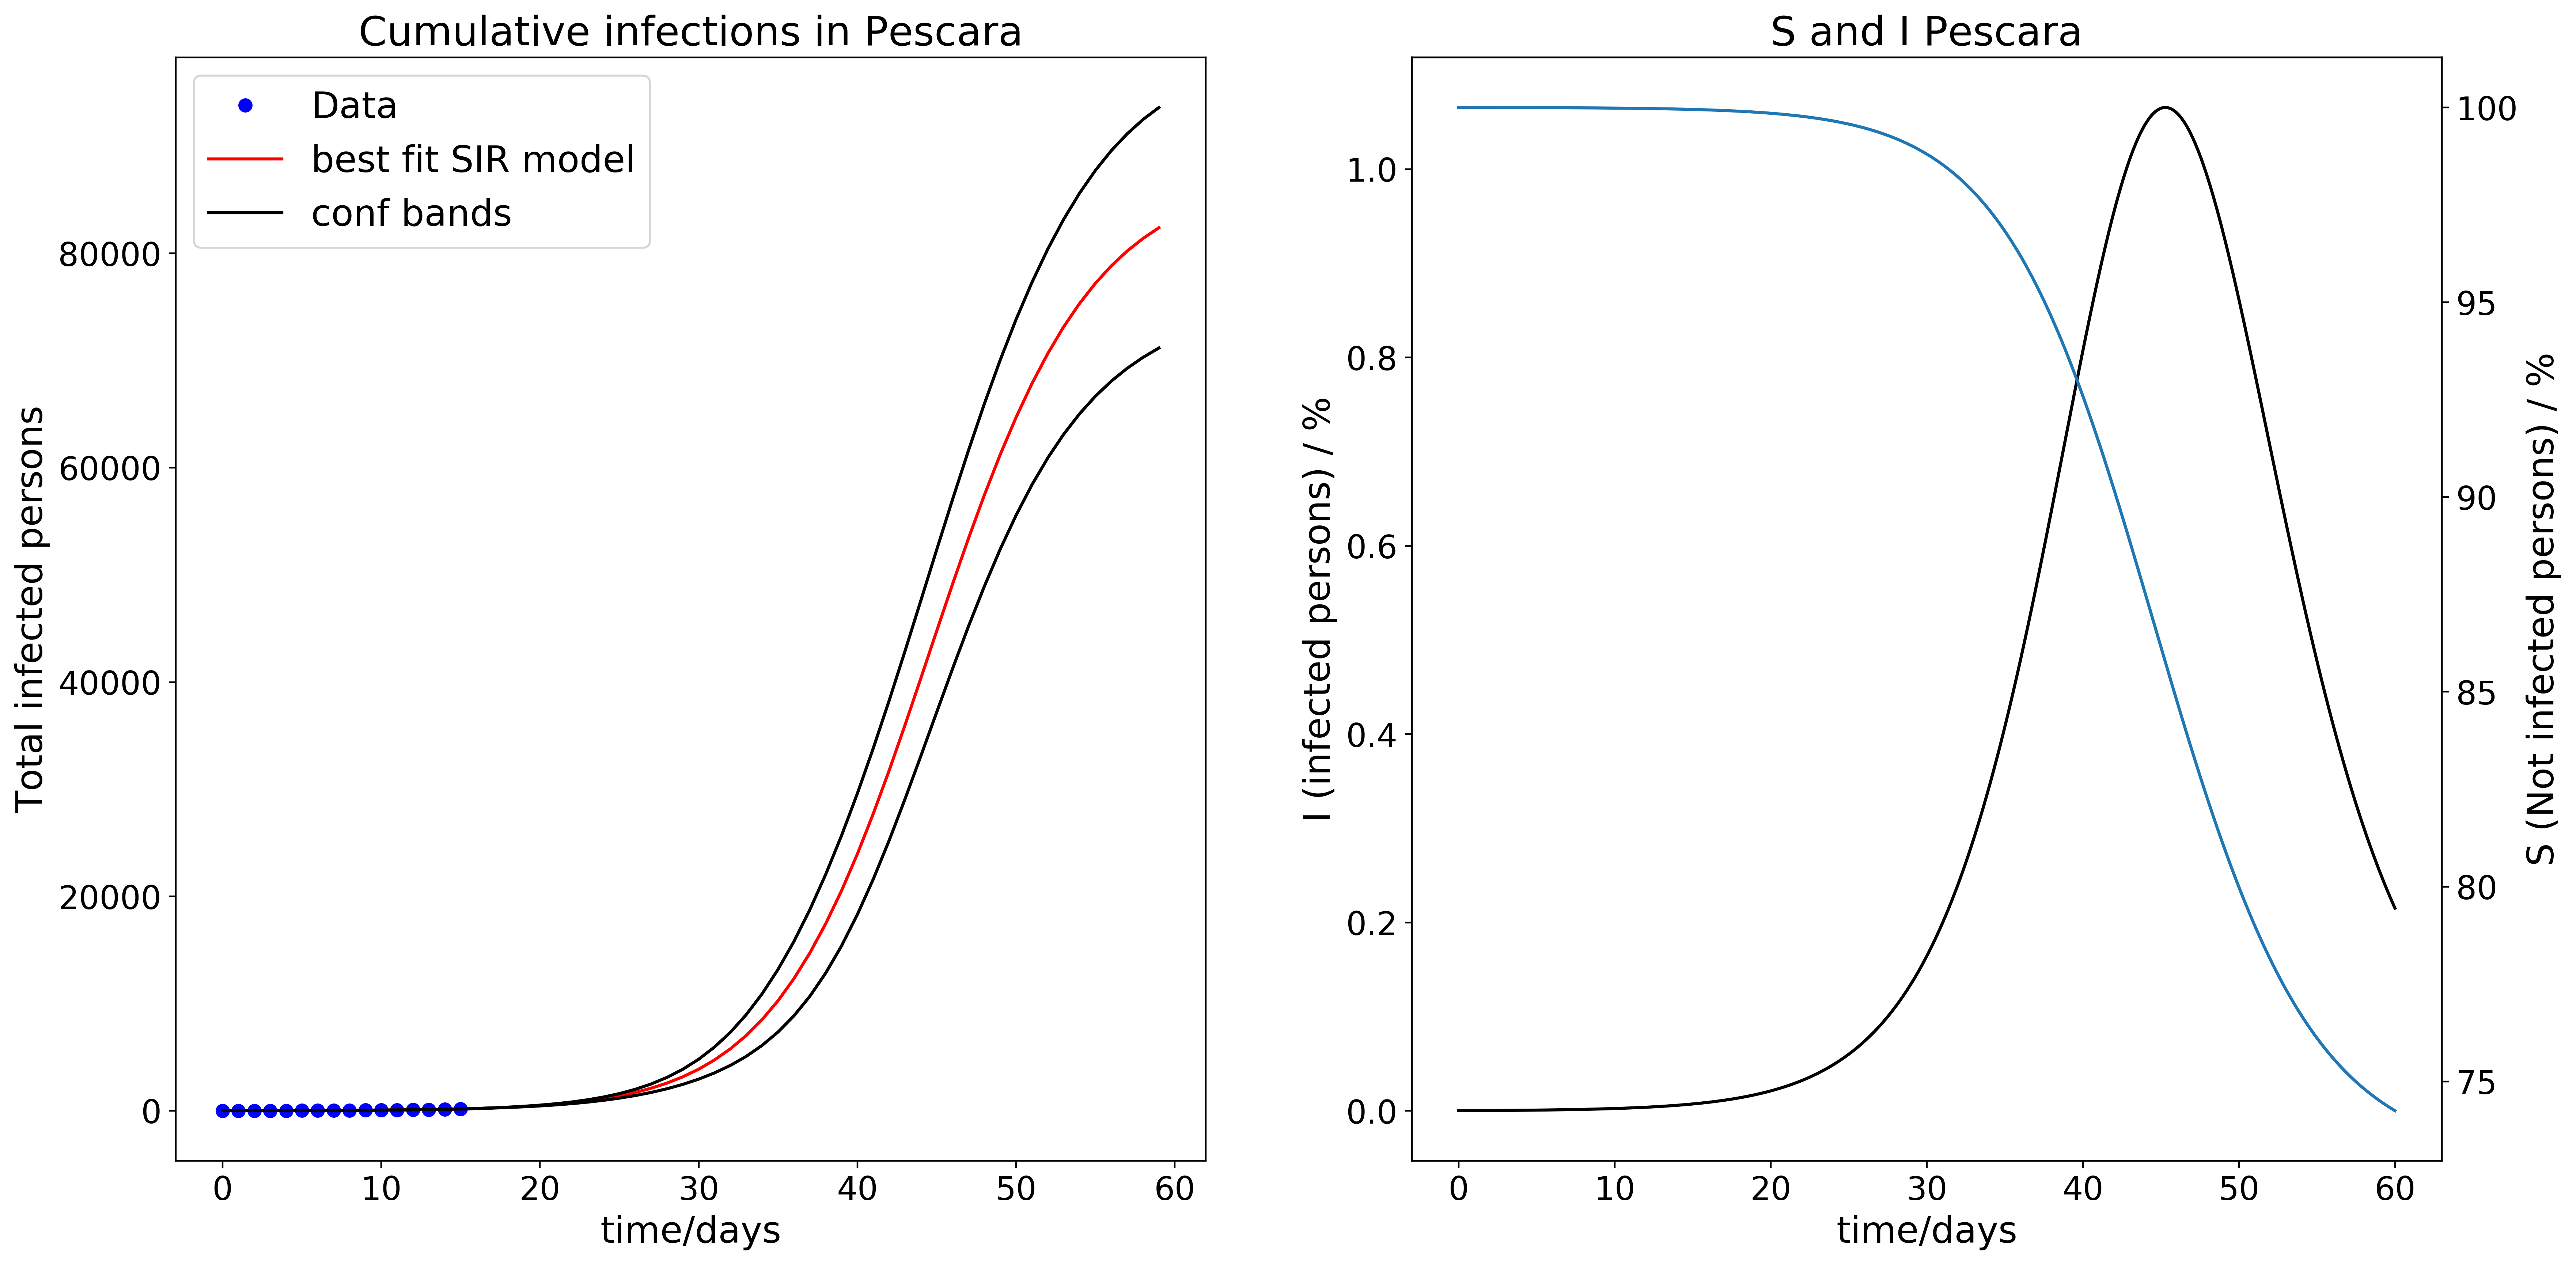 Cumulative infections in Pescara
Data
best fit SIR model
conf bands
Total infected persons
80000
60000
40000
20000
0
0 10 20 30 40 50 60
time/days
S and I Pescara
I (infected persons) / %
1.0
0.8
0.6
0.4
0.2
0.0
0 10 20 30 40 50 60
time/days
100
95
90
85
80
75
S (Not infected persons) / %